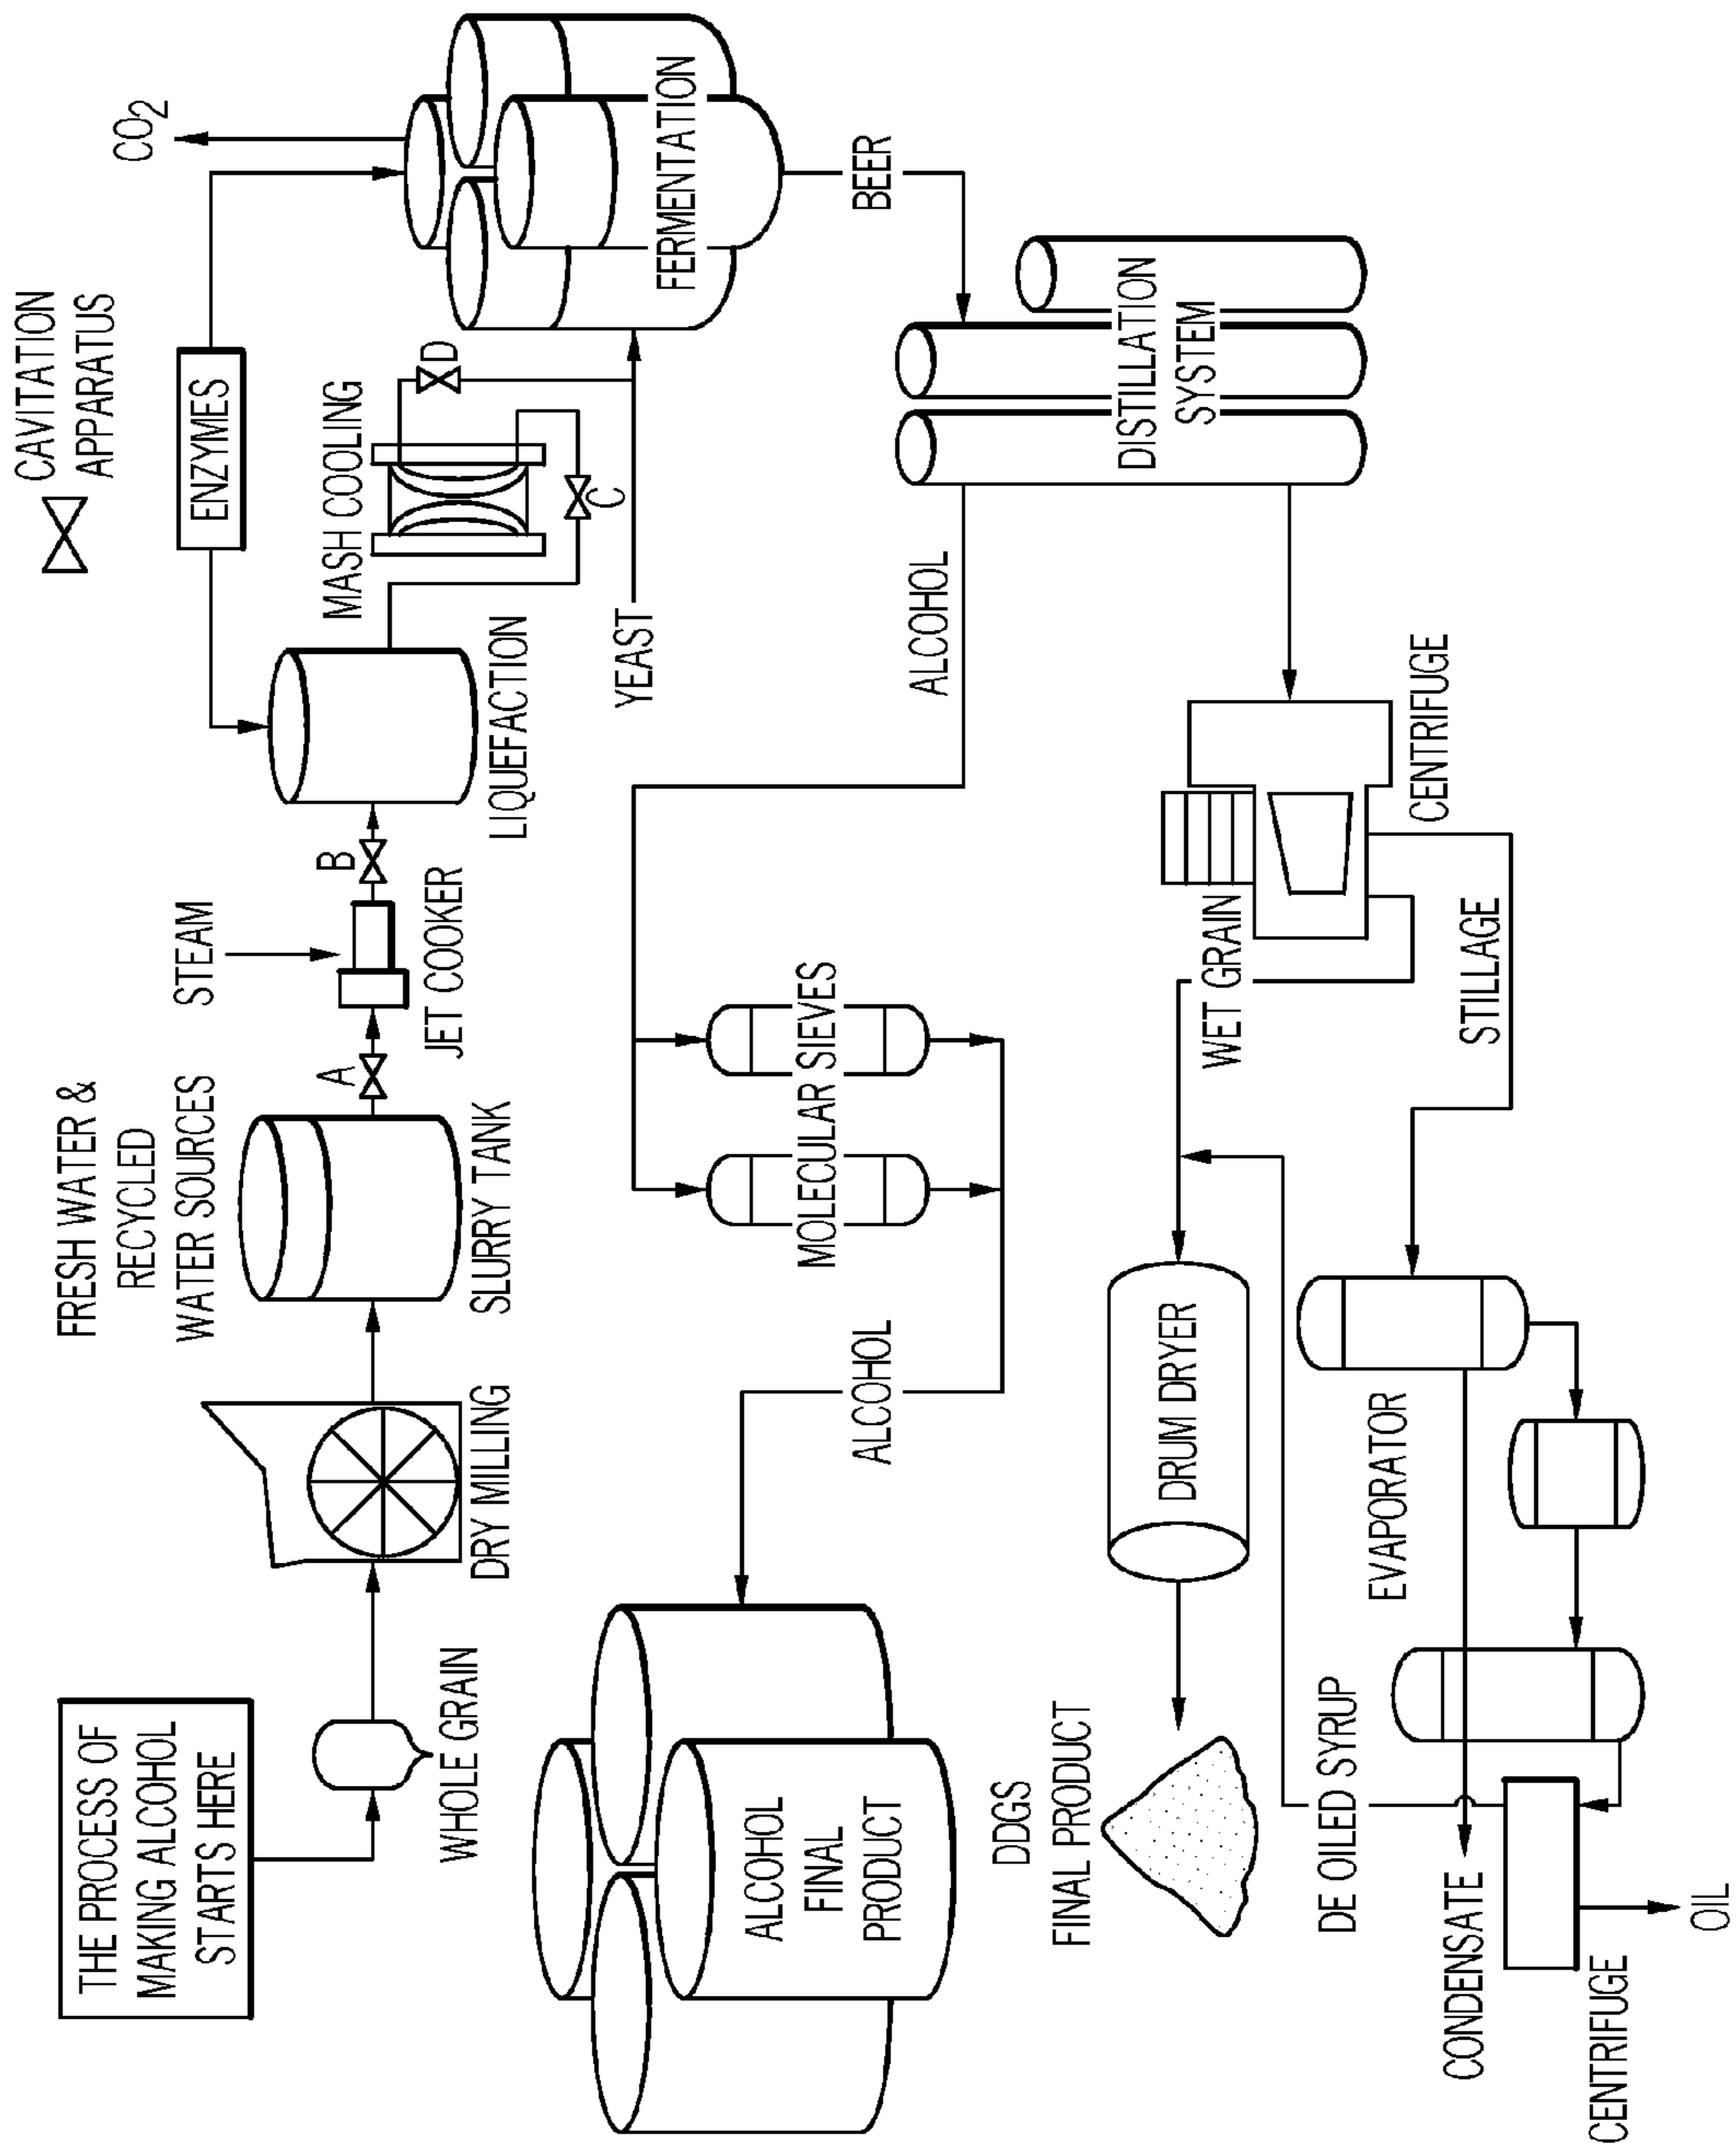 CAVITATION
APPARATUS
THE PROCESS OF
MAKING ALCOHOL
STARTS HERE
FRESH WATER &
RECYCLED
WATER SOURCES
STEAM
ENZYMES
CO2
WHOLE GRAIN
DRY MILLING
SLURRY TANK
A
JET COOKER
B
LIQUEFACTION
MASH COOLING
C
D
YEAST
FERMENTATION
BEER
ALCOHOL
FINAL
PRODUCT
ALCOHOL
MOLECULAR SIEVES
ALCOHOL
DISTILLATION
SYSTEM
DDGS
FINAL PRODUCT
DRUM DRYER
WET GRAIN
CENTRIFUGE
DE OILED SYRUP
EVAPORATOR
STILLAGE
CONDENSATE
CENTRIFUGE
OIL